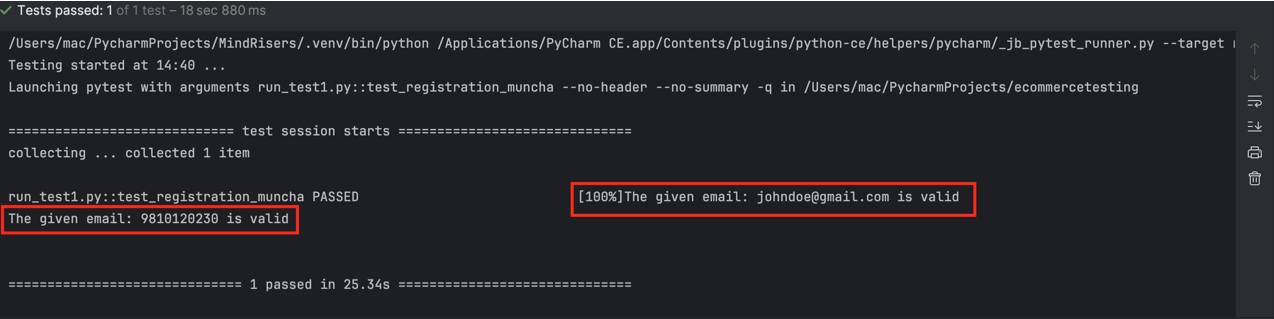 Tests passed: 1 of 1 test – 18 sec 880 ms
/Users/mac/PycharmProjects/MindRisers/.venv/bin/python /Applications/PyCharm CE.app/Contents/plugins/python-ce/helpers/pycharm/_jb_pytest_runner.py --target
Testing started at 14:40 ...
Launching pytest with arguments run_test1.py::test_registration_muncha --no-header --no-summary -q in /Users/mac/PycharmProjects/ecommercetesting
============================= test session starts ==============================
collecting ... collected 1 item
run_test1.py::test_registration_muncha PASSED [100%]The given email: johndoe@gmail.com is valid
The given email: 9810120230 is valid
============================== 1 passed in 25.34s ==============================